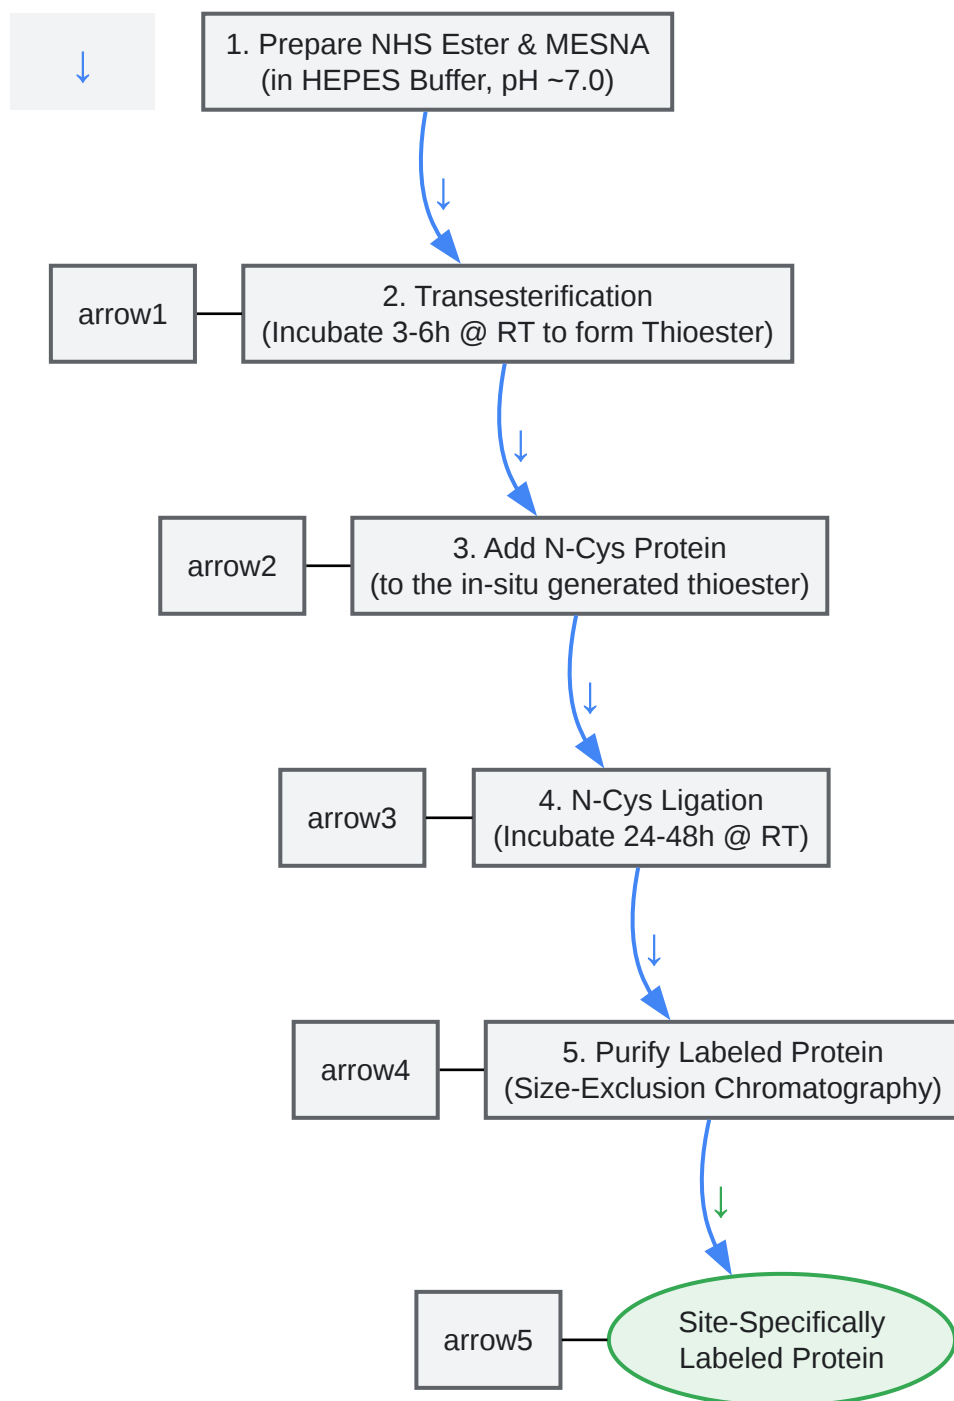 ↓
1. Prepare NHS Ester & MESNA
(in HEPES Buffer, pH ~7.0)
↓
arrow1
2. Transesterification
(Incubate 3-6h @ RT to form Thioester)
↓
arrow2
3. Add N-Cys Protein
(to the in-situ generated thioester)
↓
arrow3
4. N-Cys Ligation
(Incubate 24-48h @ RT)
↓
arrow4
5. Purify Labeled Protein
(Size-Exclusion Chromatography)
↓
arrow5
Site-Specifically
Labeled Protein